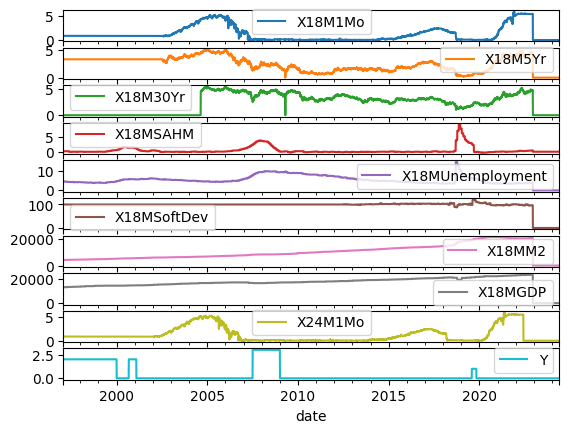 5
0
X18M1Mo
5
0
X18M5Yr
5
0
X18M30Yr
5
0
X18MSAHM
10
0
X18MUnemployment
100
0
X18MSoftDev
20000
0
X18MM2
20000
0
X18MGDP
5
0
X24M1Mo
2.5
0.0
Y
2000 2005 2010 2015 2020
date